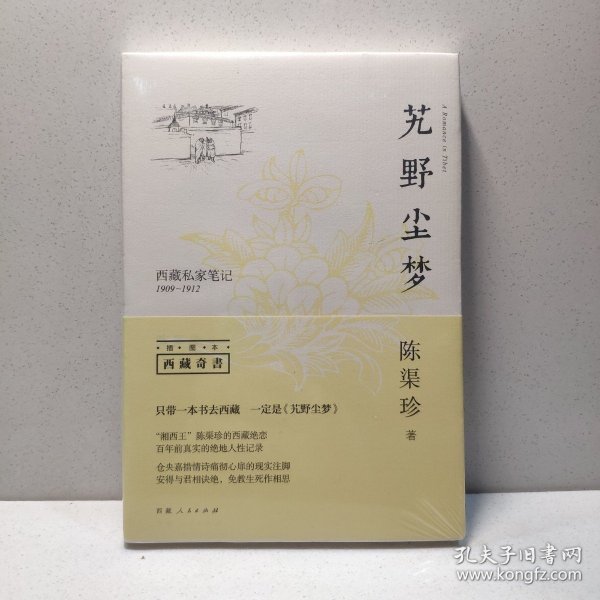 艽野尘梦
A Romance in Tibet
西藏私家笔记
1909~1912
陈渠珍
著
插图本
西藏奇書
只带一本书去西藏 一定是《艽野尘梦》
“湘西王”陈渠珍的西藏绝恋
百年前真实的绝地人性记录
仓央嘉措情诗痛彻心扉的现实注脚
安得与君相诀绝，免教生死作相思
西藏人民出版社
孔夫子旧书网
www.kongfz.com